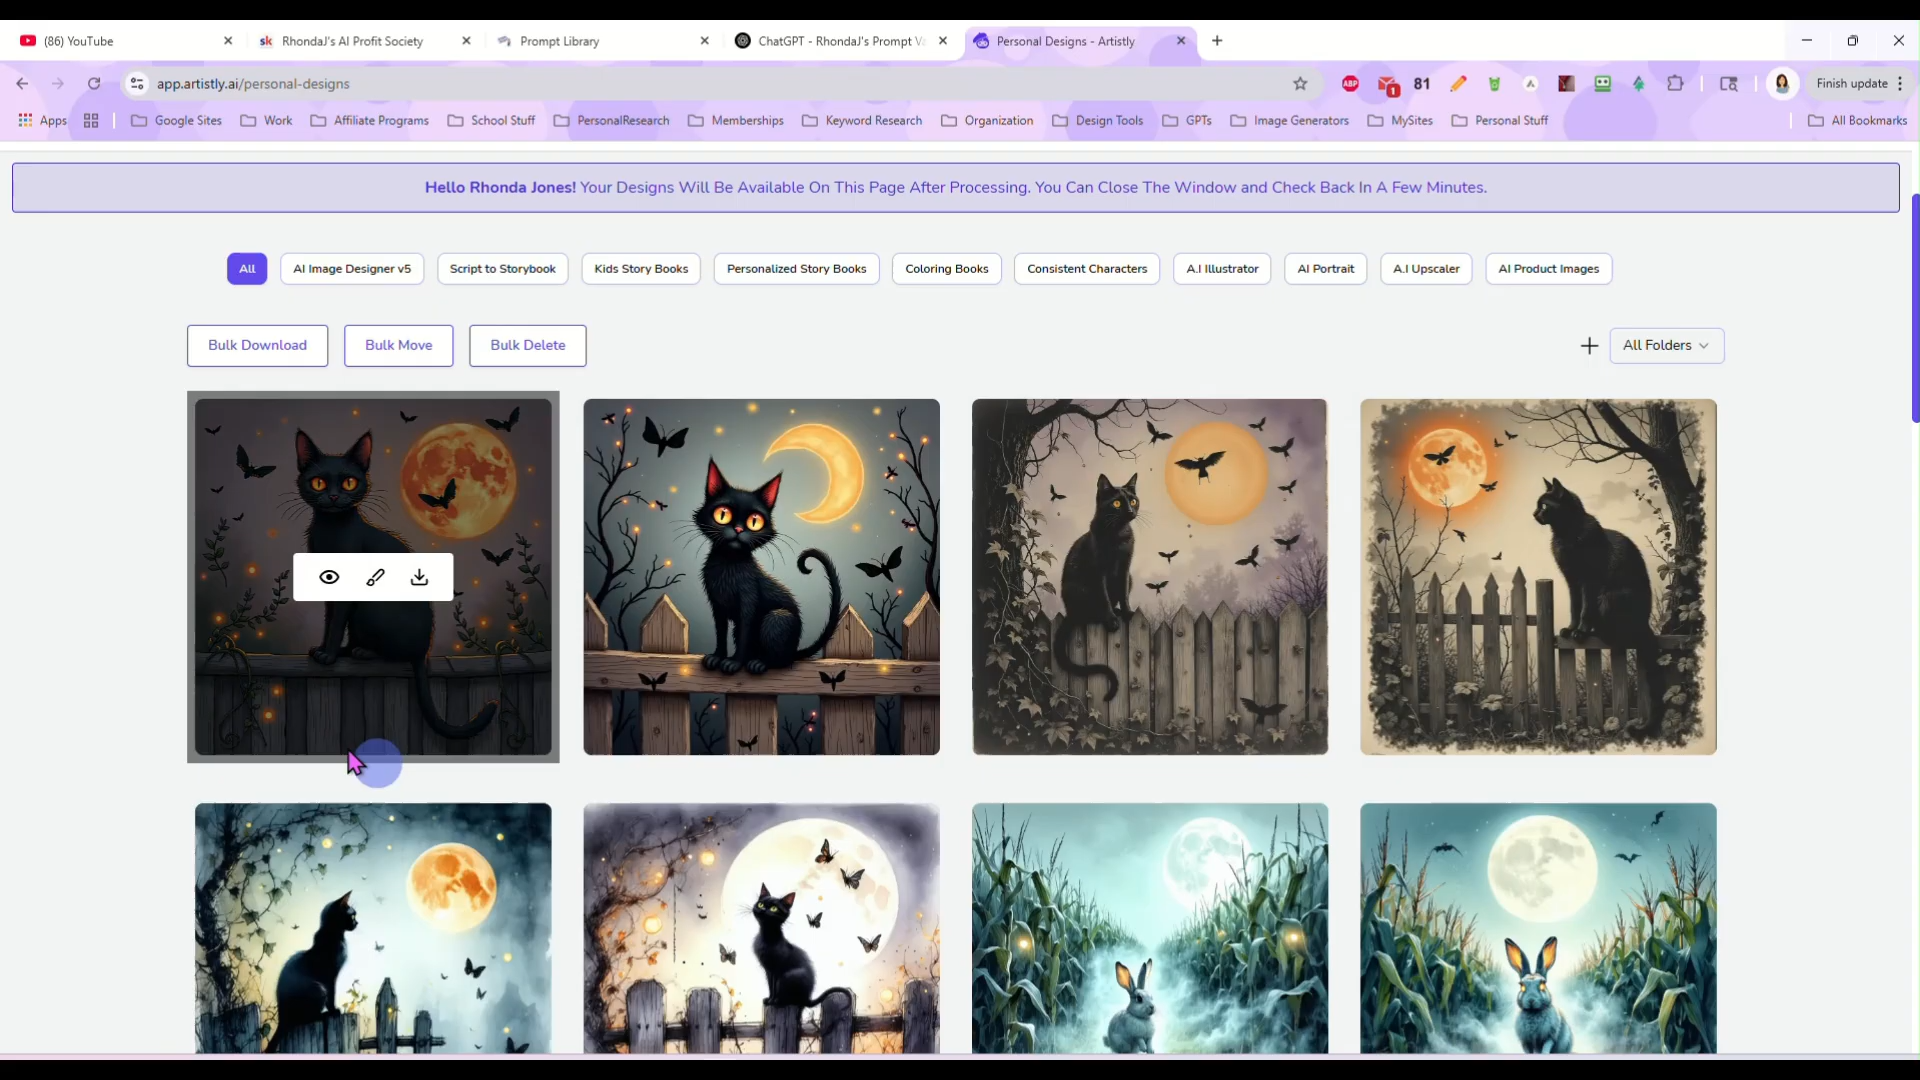 (86) YouTube
sk RhondaJ's AI Profit Society
Prompt Library
ChatGPT - RhondaJ's Prompt Va
Personal Designs - Artistly
app.artistly.ai/personal-designs
ABP
1
81
Finish update
Apps
Google Sites
Work
Affiliate Programs
School Stuff
PersonalResearch
Memberships
Keyword Research
Organization
Design Tools
GPTs
Image Generators
MySites
Personal Stuff
All Bookmarks
Hello Rhonda Jones! Your Designs Will Be Available On This Page After Processing. You Can Close The Window and Check Back In A Few Minutes.
All
AI Image Designer v5
Script to Storybook
Kids Story Books
Personalized Story Books
Coloring Books
Consistent Characters
A.I Illustrator
AI Portrait
A.I Upscaler
AI Product Images
Bulk Download
Bulk Move
Bulk Delete
All Folders